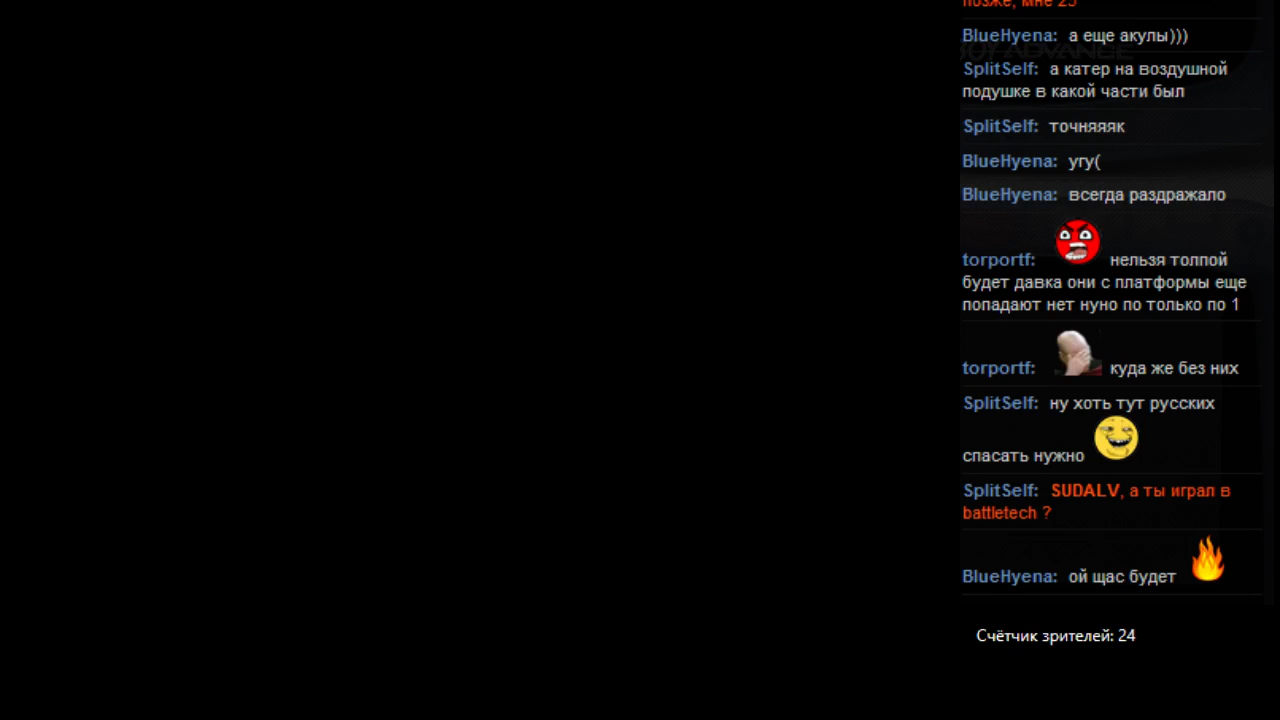 позже, мне 25
BlueHyena: а еще акулы)))
SplitSelf: а катер на воздушной
подушке в какой части был
SplitSelf: точняяяк
BlueHyena: угу(
BlueHyena: всегда раздражало
torportf: нельзя толпой
будет давка они с платформы еще
попадают нет нуно по только по 1
torportf: куда же без них
SplitSelf: ну хоть тут русских
спасать нужно
SplitSelf: SUDALV, а ты играл в
battletech ?
BlueHyena: ой щас будет
Счётчик зрителей: 24